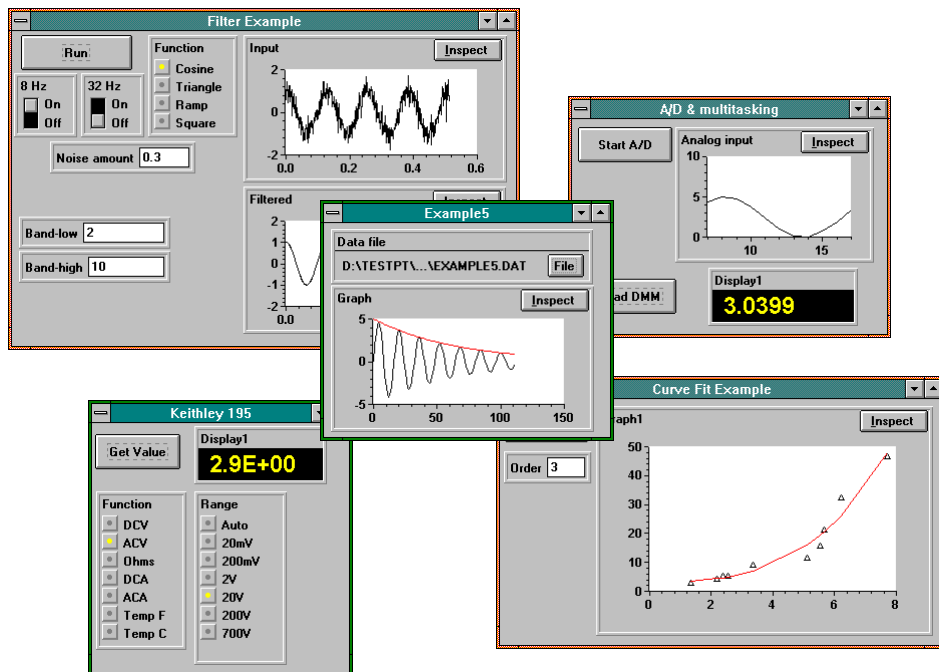 Filter Example
Run
8 Hz
On
Off
32 Hz
On
Off
Function
Cosine
Triangle
Ramp
Square
Noise amount 0.3
Band-low 2
Band-high 10
Input
Inspect
2
0
-2
0.0 0.2 0.4 0.6
Filtered
2
1
0
-1
-2
0.0
A/D & multitasking
Start A/D
Analog input
Inspect
10
5
0
10 15
DMM
Display1
3.0399
Example5
Data file
D:\TESTPT\...\EXAMPLE5.DAT File
Graph
Inspect
5
0
-5
0 50 100 150
Keithley 195
Get Value
Display1
2.9E+00
Function
DCV
ACV
Ohms
DCA
ACA
Temp F
Temp C
Range
Auto
20mV
200mV
2V
20V
200V
700V
Curve Fit Example
Order 3
raph1
Inspect
50
40
30
20
10
0
0 2 4 6 8